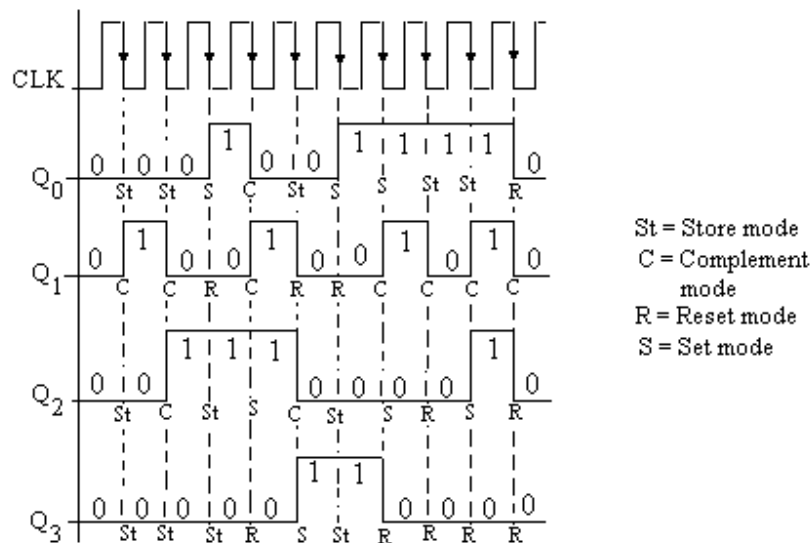 CLK
0 0 0 1 0 0 1 1 1 1 0
Q0 St St S C St S S St St R
0 1 0 0 1 0 0 1 0 1 0
Q1 C C R C R R C C C C
0 0 1 1 1 0 0 0 0 1 0
Q2 St C St S C St S R S R
0 0 0 0 0 1 1 0 0 0 0
Q3 St St St R S St R R R R
St = Store mode
C = Complement
mode
R = Reset mode
S = Set mode